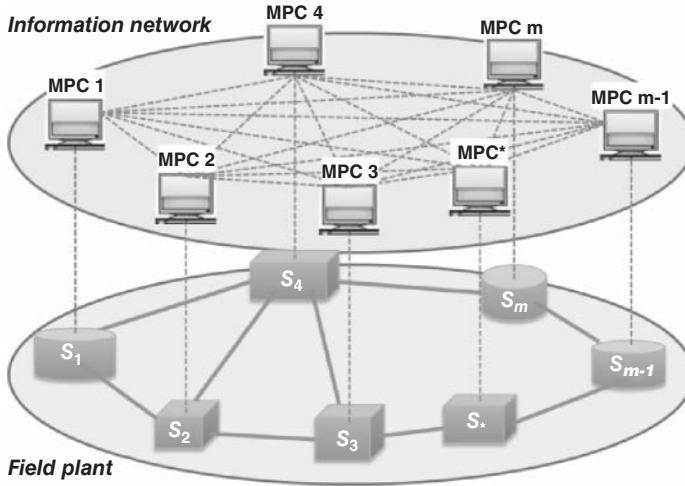 Information network
MPC 4
MPC m
MPC 1
MPC m-1
MPC 2
MPC 3
MPC*
S4
Sm
S1
Sm-1
S2
S3
S*
Field plant